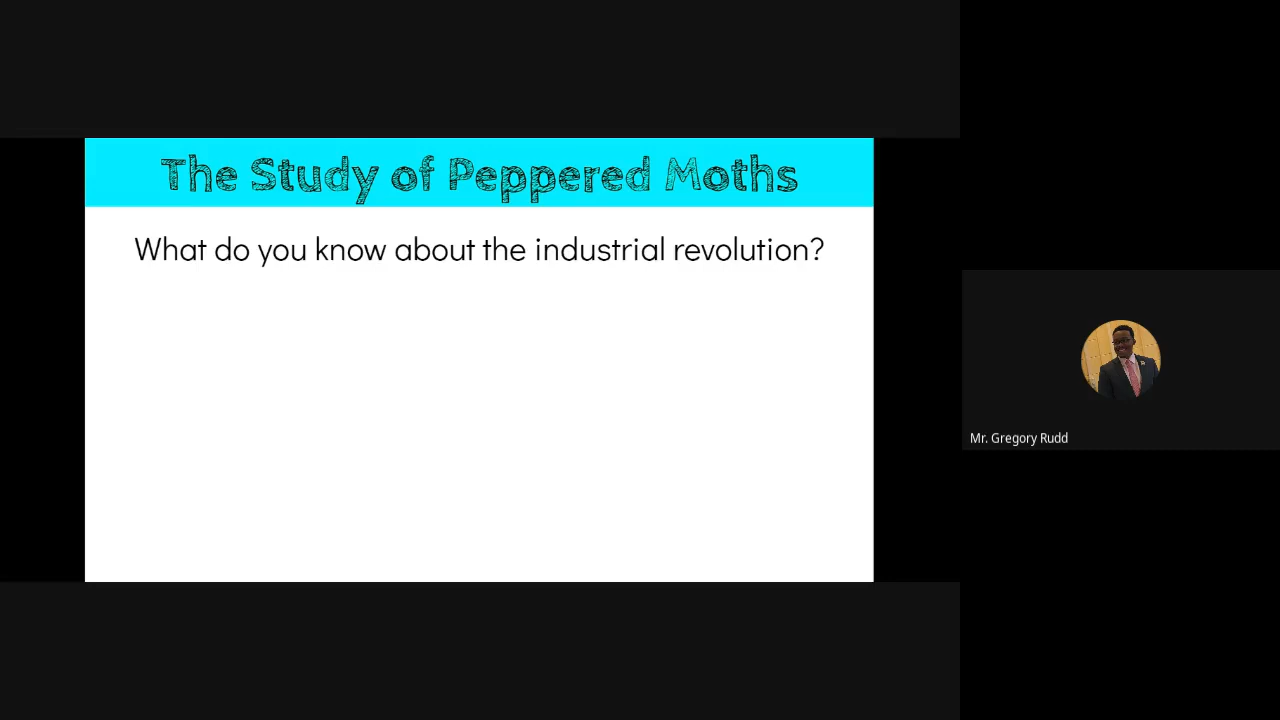 The Study of Peppered Moths
What do you know about the industrial revolution?
Mr. Gregory Rudd